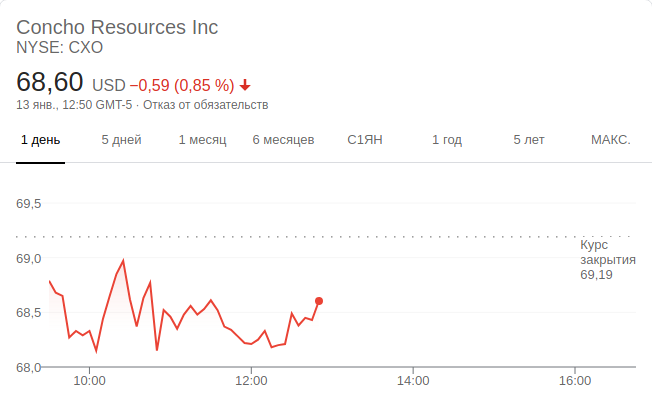 Concho Resources Inc
NYSE: CXO
68,60 USD −0,59 (0,85 %) ↓
13 янв., 12:50 GMT-5 · Отказ от обязательств
1 день 5 дней 1 месяц 6 месяцев С1ЯН 1 год 5 лет МАКС.
69,5
Курс
69,0 закрытия
69,19
68,5
68,0
10:00 12:00 14:00 16:00